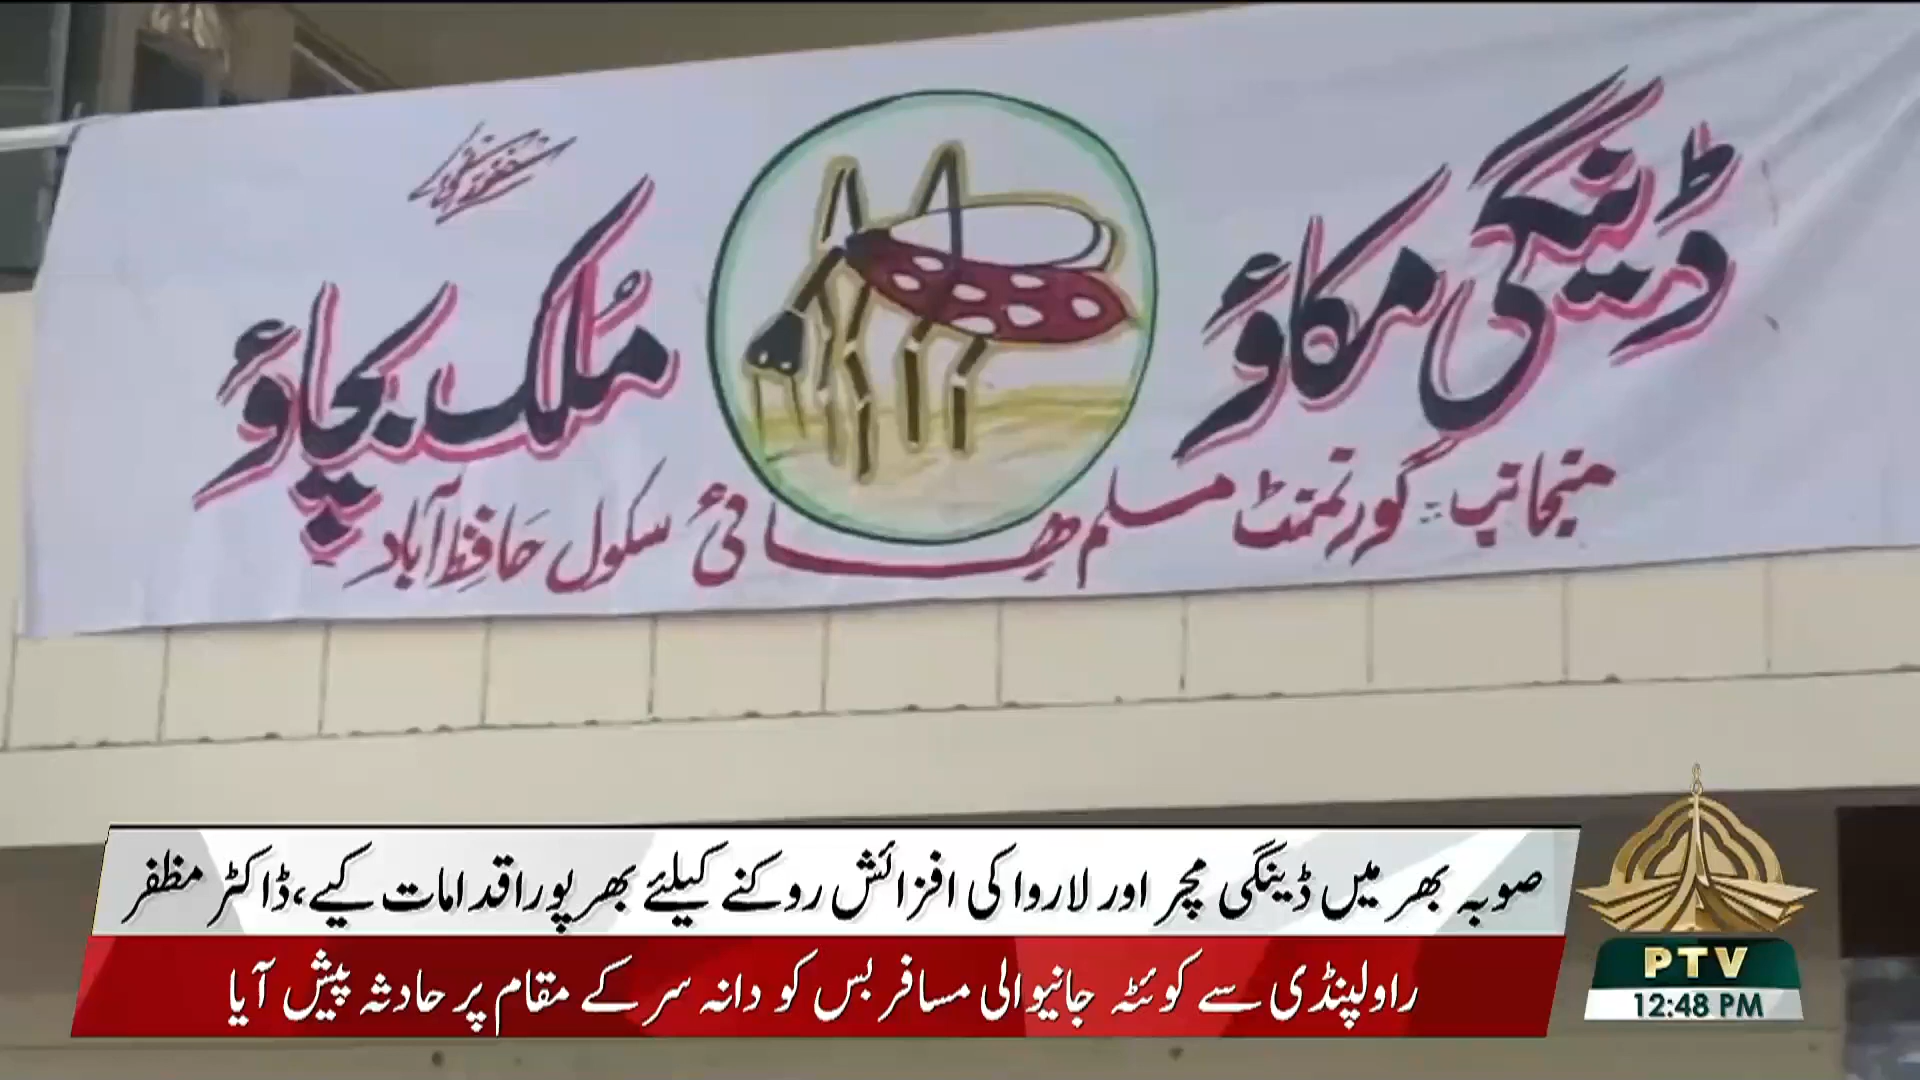 ڈینگی مکاؤ ملک بچاؤ
منجانب = گورنمنٹ مسلم ھائی سکول حافظ آباد
صوبہ بھر میں ڈینگی مچھر اور لاروا کی افزائش روکنے کیلئے بھرپور اقدامات کیے، ڈاکٹر مظفر
راولپنڈی سے کوئٹہ جانیوالی مسافر بس کو دانہ سر کے مقام پر حادثہ پیش آیا
PTV
12:48 PM